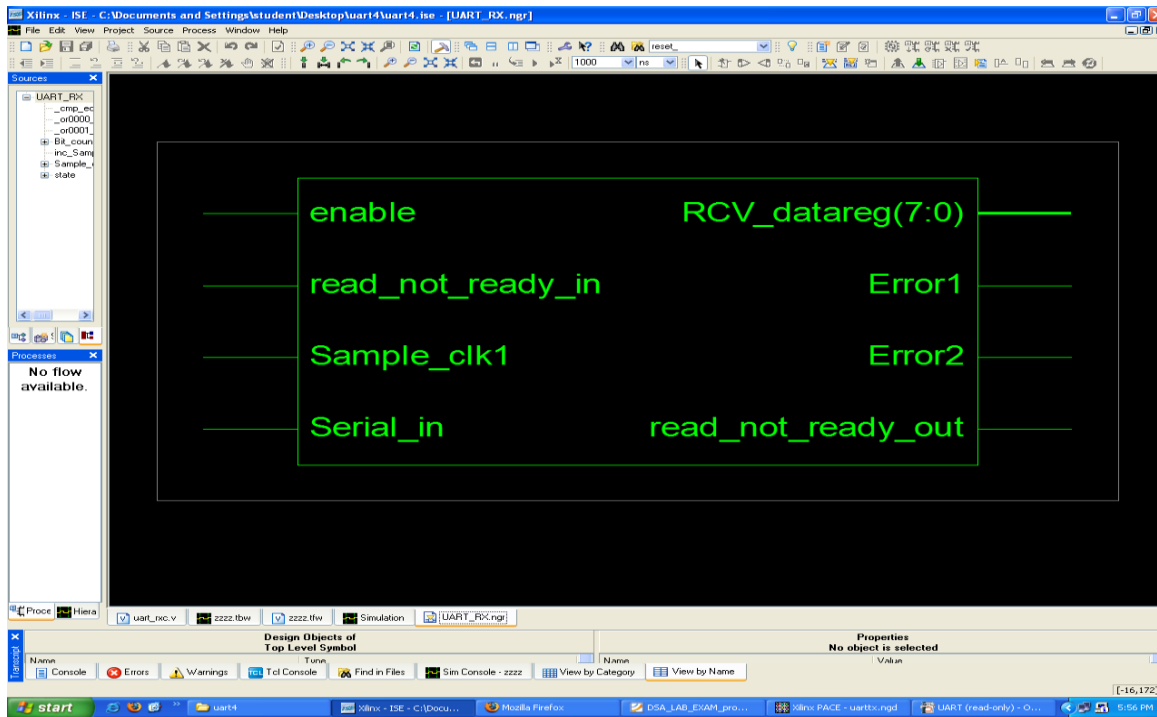 Xilinx - ISE - C:\Documents and Settings\student\Desktop\uart4\uart4.ise - [UART_RX.ngr]
File Edit View Project Source Process Window Help
reset_
1000 ns
Sources
UART_RX
_cmp_eq
_or0000_
_or0001_
Bit_coun
inc_Samp
Sample_
state
Processes
No flow
available.
Proce Hiera
enable RCV_datareg(7:0)
read_not_ready_in Error1
Sample_clk1 Error2
Serial_in read_not_ready_out
uart_rxc.v zzzz.tbw zzzz.tfw Simulation UART_RX.ngr
Transcript
Design Objects of
Top Level Symbol
Properties
No object is selected
Name Type Name Value
Console Errors Warnings Tcl Console Find in Files Sim Console - zzzz View by Category View by Name
[-16,172]
start uart4 Xilinx - ISE - C:\Docu... Mozilla Firefox DSA_LAB_EXAM_pro... Xilinx PACE - uarttx.ngd UART (read-only) - O... 5:56 PM